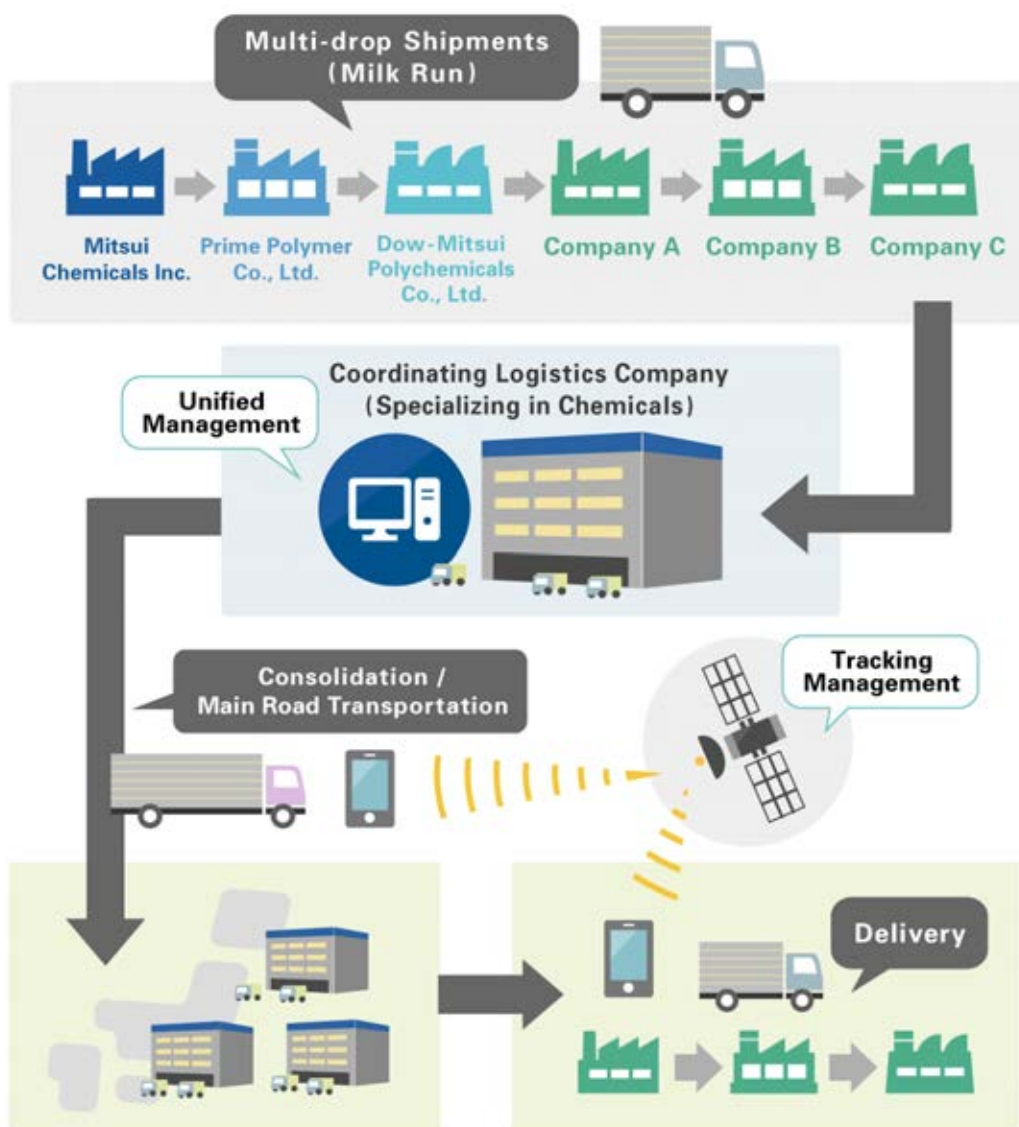 Multi-drop Shipments
(Milk Run)
Mitsui
Chemicals Inc.
Prime Polymer
Co., Ltd.
Dow-Mitsui
Polychemicals
Co., Ltd.
Company A
Company B
Company C
Coordinating Logistics Company
(Specializing in Chemicals)
Unified
Management
Consolidation /
Main Road Transportation
Tracking
Management
Delivery